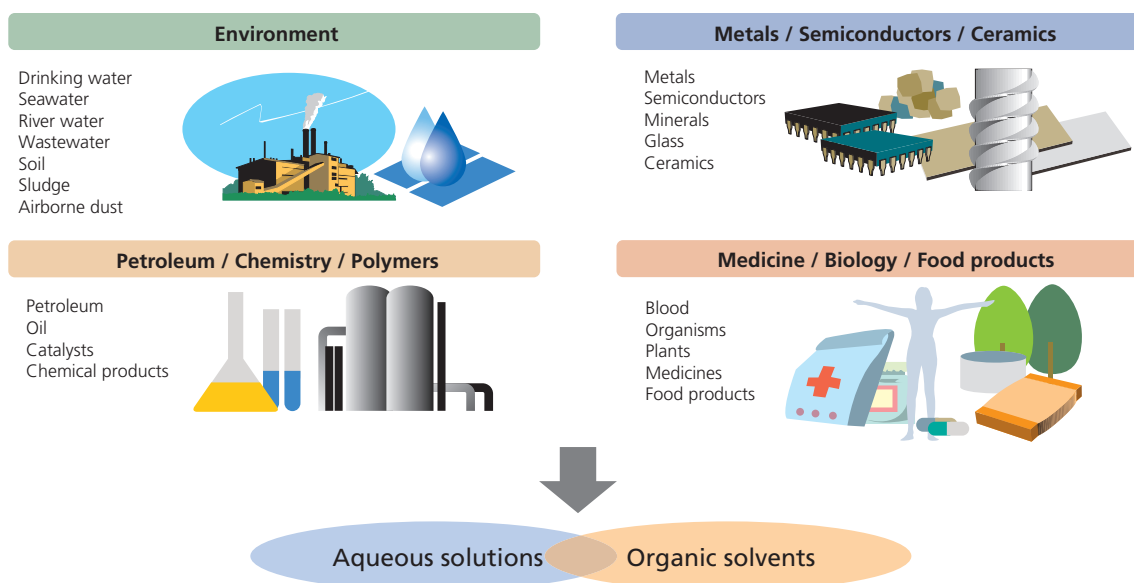 Environment
Drinking water
Seawater
River water
Wastewater
Soil
Sludge
Airborne dust
Metals / Semiconductors / Ceramics
Metals
Semiconductors
Minerals
Glass
Ceramics
Petroleum / Chemistry / Polymers
Petroleum
Oil
Catalysts
Chemical products
Medicine / Biology / Food products
Blood
Organisms
Plants
Medicines
Food products
Aqueous solutions
Organic solvents